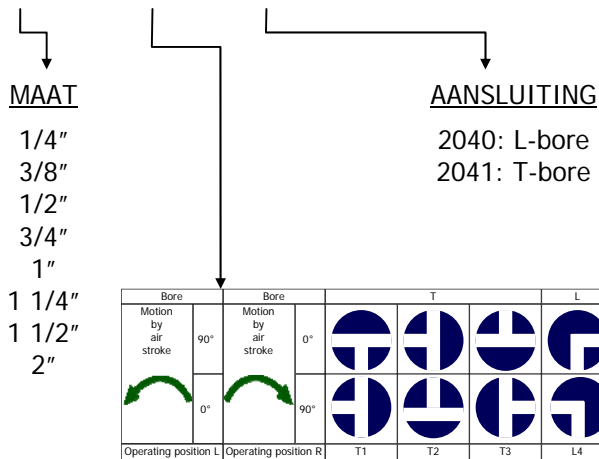 MAAT
1/4"
3/8"
1/2"
3/4"
1"
1 1/4"
1 1/2"
2"
AANSLUITING
2040: L-bore
2041: T-bore
Bore Bore T L
Motion
by
air
stroke
90°
Motion
by
air
stroke
0°
0°
90°
Operating position L Operating position R T1 T2 T3 L4